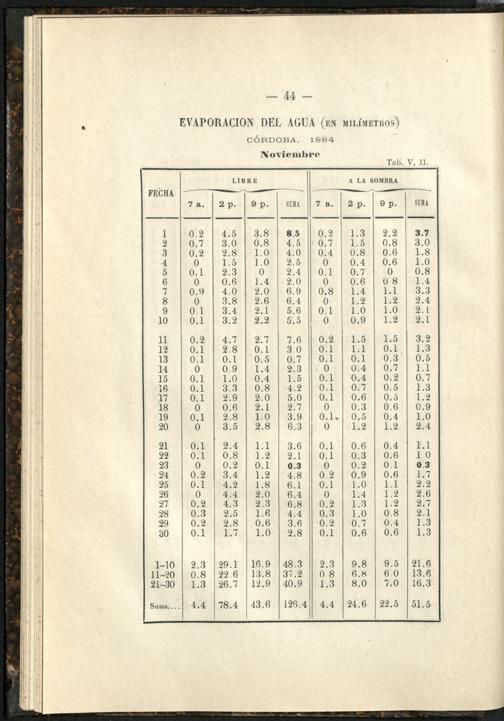 — 44 —
EVAPORACION DEL AGUA (EN MILÍMETROS)
CÓRDOBA. 1884
Noviembre
Tab. V, 11.
FECHA LIBRE A LA SOMBRA
7 a. 2 p. 9 p. SUMA 7 a. 2 p. 9 p. SUMA
1 0.2 4.5 3.8 8.5 0.2 1.3 2.2 3.7
2 0.7 3.0 0.8 4.5 0.7 1.5 0.8 3.0
3 0.2 2.8 1.0 4.0 0.4 0.8 0.6 1.8
4 0 1.5 1.0 2.5 0 0.4 0.6 1.0
5 0.1 2.3 0 2.4 0.1 0.7 0 0.8
6 0 0.6 1.4 2.0 0 0.6 0 8 1.4
7 0.9 4.0 2.0 6.9 0.8 1.4 1.1 3.3
8 0 3.8 2.6 6.4 0 1.2 1.2 2.4
9 0 1 3.4 2.1 5.6 0.1 1.0 1.0 2.1
10 0.1 3.2 2.2 5.5 0 0.9 1.2 2.1
11 0.2 4.7 2.7 7.6 0.2 1.5 1.5 3.2
12 0.1 2.8 0.1 3 0 0.1 1.1 0.1 1.3
13 0.1 0.1 0.5 0.7 0.1 0.1 0.3 0.5
14 0 0 9 1.4 2.3 0 0.4 0.7 1.1
15 0.1 1.0 0.4 1.5 0.1 0.4 0.2 0.7
16 0.1 3.3 0.8 4.2 0.1 0.7 0.5 1.3
17 0.1 2.9 2.0 5.0 0.1 0.6 0.5 1.2
18 0 0.6 2.1 2.7 0 0.3 0.6 0.9
19 0.1 2.8 1.0 3.9 0.1 0.5 0.4 1.0
20 0 3.5 2.8 6.3 0 1.2 1.2 2.4
21 0.1 2.4 1.1 3.6 0.1 0.6 0.4 1.1
22 0.1 0.8 1.2 2.1 0.1 0.3 0.6 1 0
23 0 0.2 0.1 0.3 0 0.2 0.1 0.3
24 0.2 3.4 1.2 4.8 0.2 0.9 0.6 1.7
25 0.1 4.2 1.8 6.1 0.1 1.0 1.1 2.2
26 0 4.4 2.0 6.4 0 1.4 1.2 2.6
27 0.2 4.3 2.3 6.8 0.2 1.3 1.2 2.7
28 0.3 2.5 1.6 4.4 0.3 1.0 0.8 2.1
29 0.2 2.8 0.6 3.6 0.2 0.7 0.4 1.3
30 0.1 1.7 1.0 2.8 0.1 0.6 0.6 1.3
1-10 2.3 29.1 16.9 48.3 2.3 9.8 9.5 21.6
11-20 0.8 22 6 13.8 37.2 0 8 6.8 6 0 13.6
21-30 1.3 26.7 12.9 40.9 1.3 8.0 7.0 16.3
Suma.... 4.4 78.4 43.6 126.4 4.4 24.6 22.5 51.5